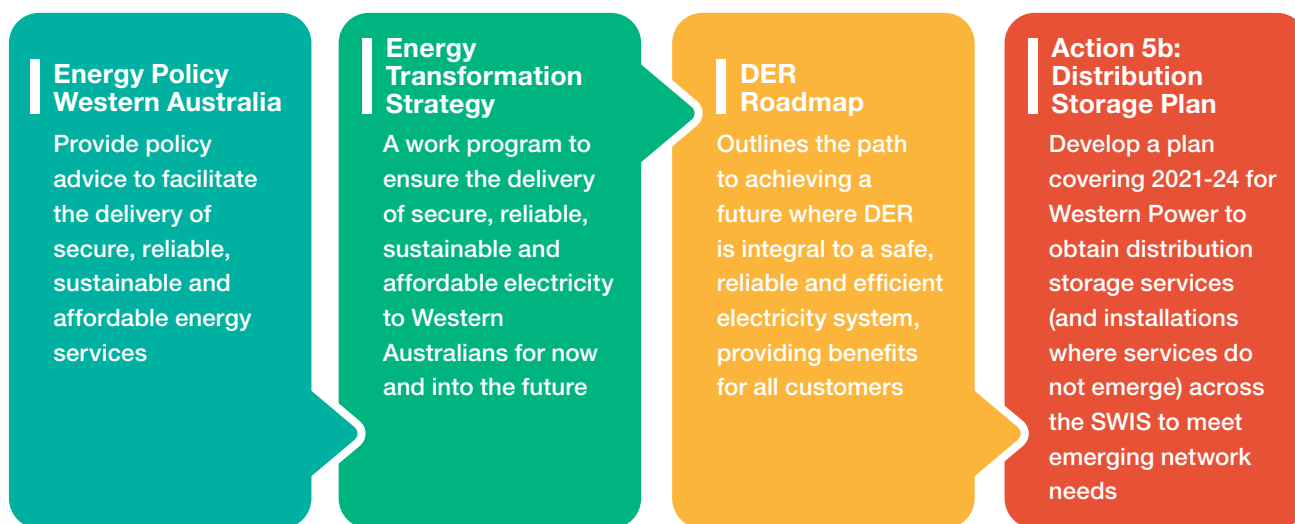 Energy Policy
Western Australia
Provide policy
advice to facilitate
the delivery of
secure, reliable,
sustainable and
affordable energy
services
Energy
Transformation
Strategy
A work program to
ensure the delivery
of secure, reliable,
sustainable and
affordable electricity
to Western
Australians for now
and into the future
DER
Roadmap
Outlines the path
to achieving a
future where DER
is integral to a safe,
reliable and efficient
electricity system,
providing benefits
for all customers
Action 5b:
Distribution
Storage Plan
Develop a plan
covering 2021-24 for
Western Power to
obtain distribution
storage services
(and installations
where services do
not emerge) across
the SWIS to meet
emerging network
needs